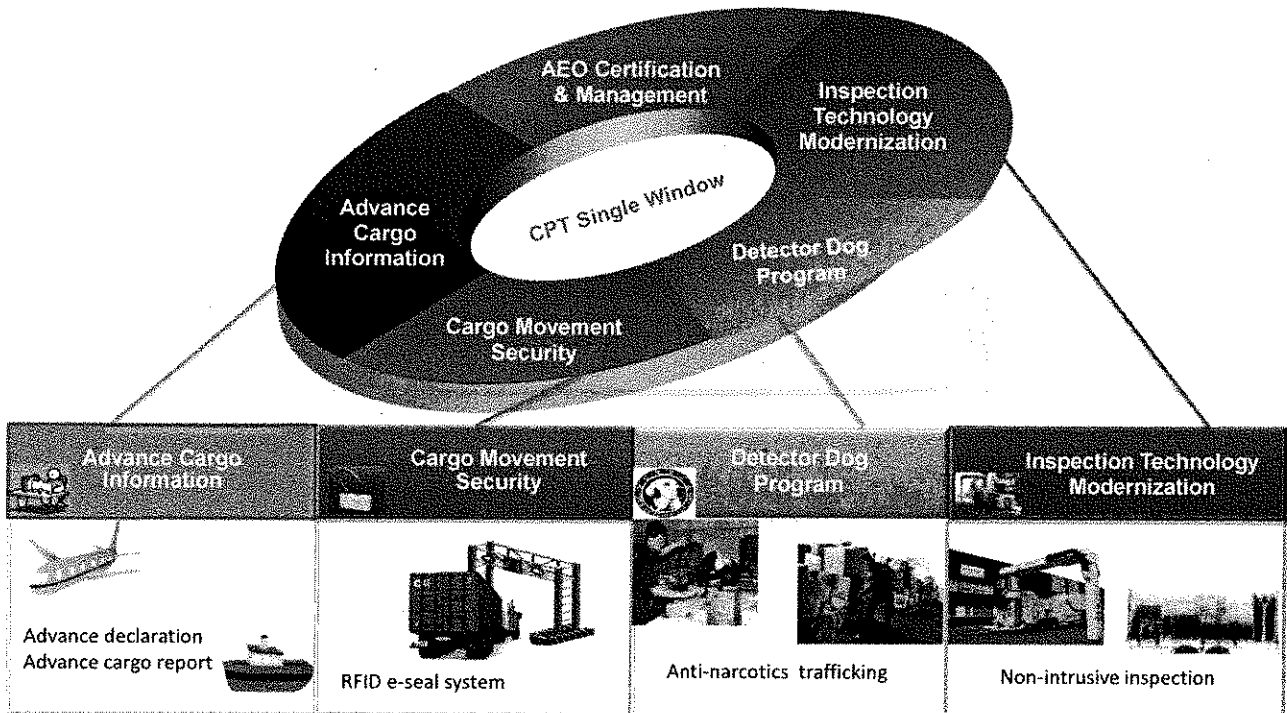 AEO Certification
& Management
Inspection
Technology
Modernization
Advance
Cargo
Information
CPT Single Window
Detector Dog
Program
Cargo Movement
Security
Advance Cargo
Information
Cargo Movement
Security
Detector Dog
Program
Inspection Technology
Modernization
Advance declaration
Advance cargo report
RFID e-seal system
Anti-narcotics trafficking
Non-intrusive inspection